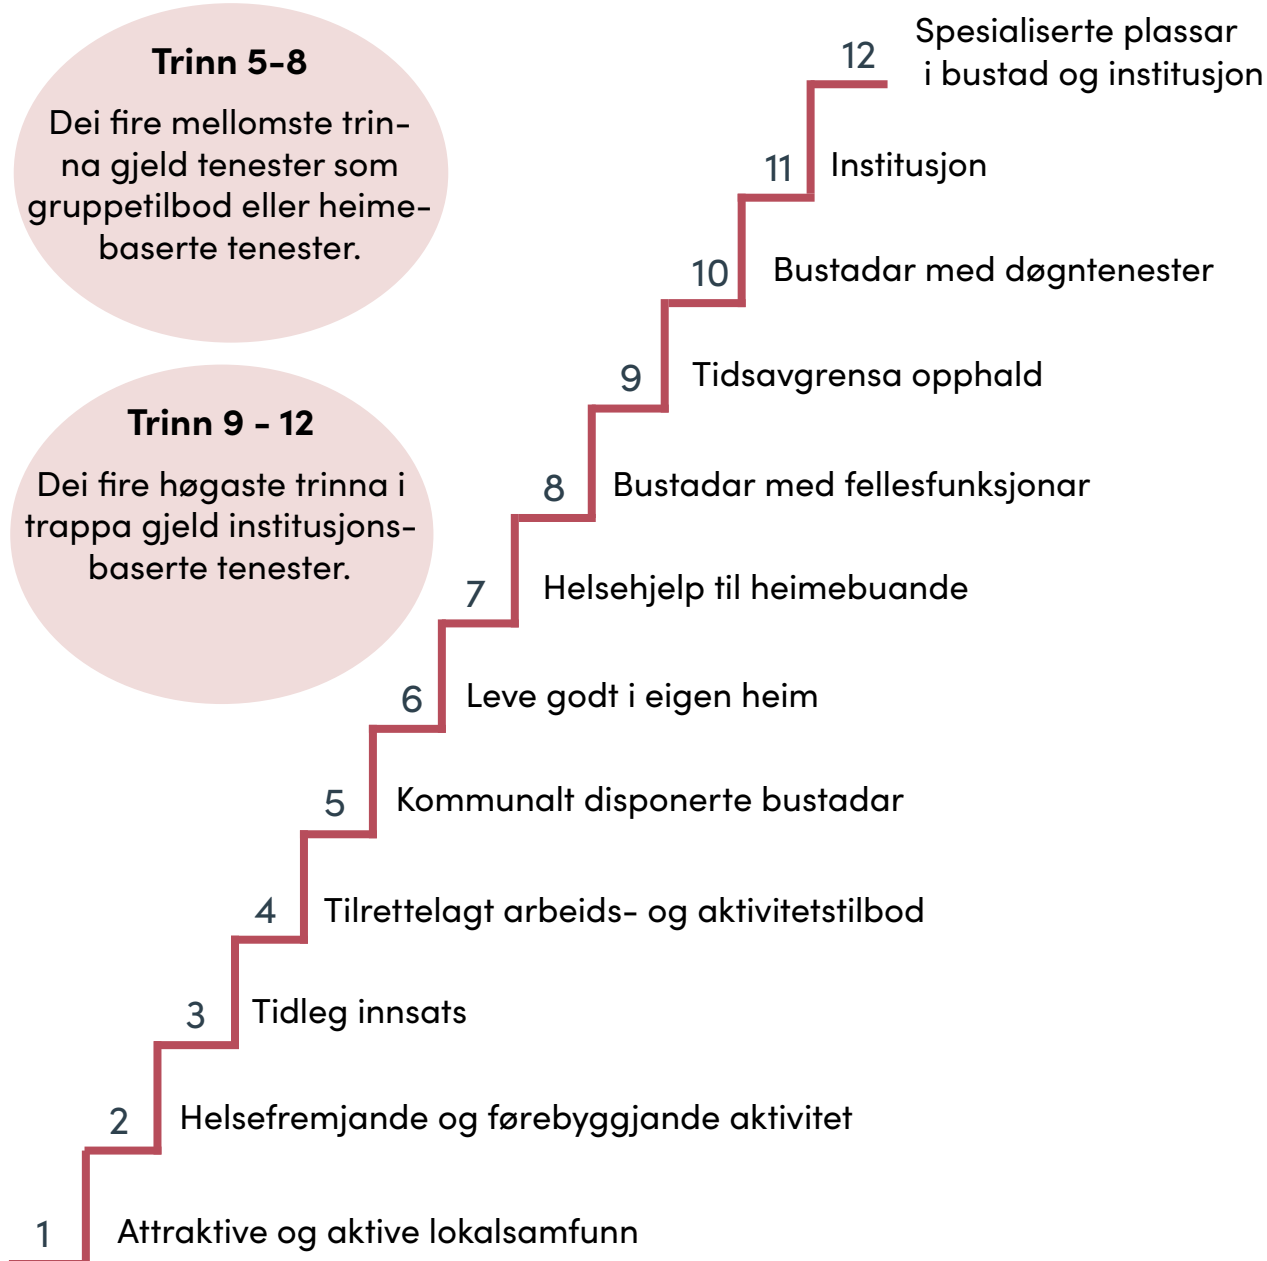 Trinn 5-8
Dei fire mellomste trin-
na gjeld tenester som
gruppetilbod eller heime-
baserte tenester.
Trinn 9 - 12
Dei fire høgaste trinna i
trappa gjeld institusjons-
baserte tenester.
12 Spesialiserte plassar
i bustad og institusjon
11 Institusjon
10 Bustadar med døgntenester
9 Tidsavgrensa opphald
8 Bustadar med fellesfunksjonar
7 Helsehjelp til heimebuande
6 Leve godt i eigen heim
5 Kommunalt disponerte bustadar
4 Tilrettelagt arbeids- og aktivitetstilbod
3 Tidleg innsats
2 Helsefremjande og førebyggjande aktivitet
1 Attraktive og aktive lokalsamfunn